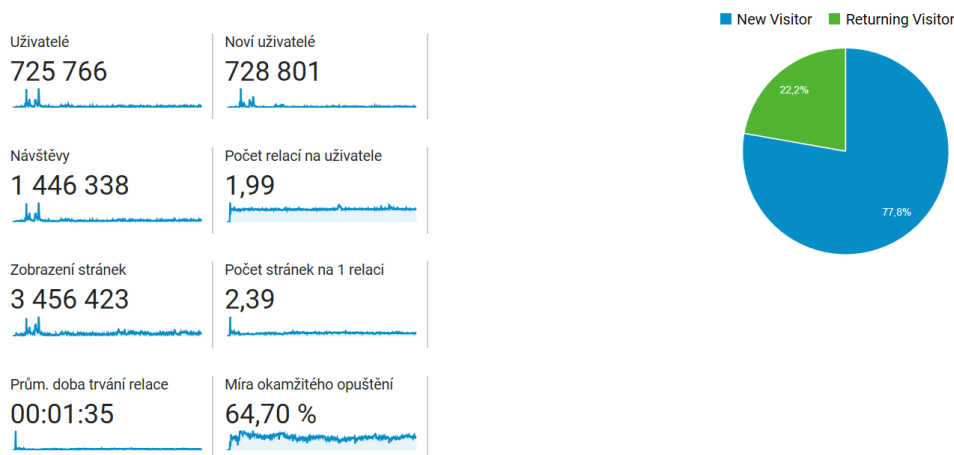 New Visitor
Returning Visitor
Uživatelé
725 766
Noví uživatelé
728 801
Návštěvy
1 446 338
Počet relací na uživatele
1,99
Zobrazení stránek
3 456 423
Počet stránek na 1 relaci
2,39
Prům. doba trvání relace
00:01:35
Míra okamžitého opuštění
64,70 %
22,2%
77,8%